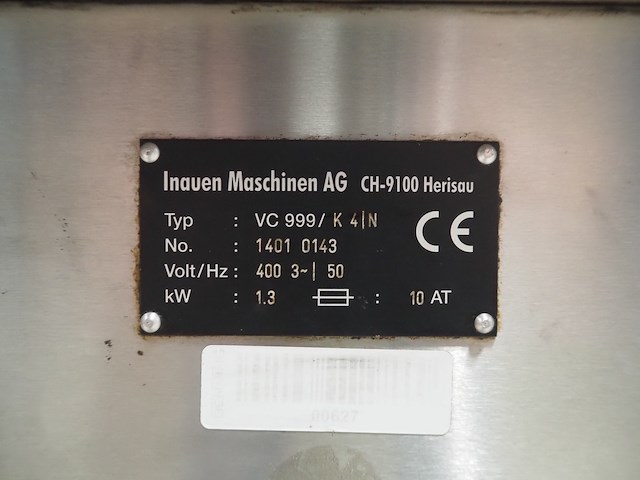 Inauen Maschinen AG CH-9100 Herisau
Typ : VC 999/ K 4|N
No. : 1401 0143
CE
Volt/Hz : 400 3~| 50
kW : 1.3 : 10 AT
00627